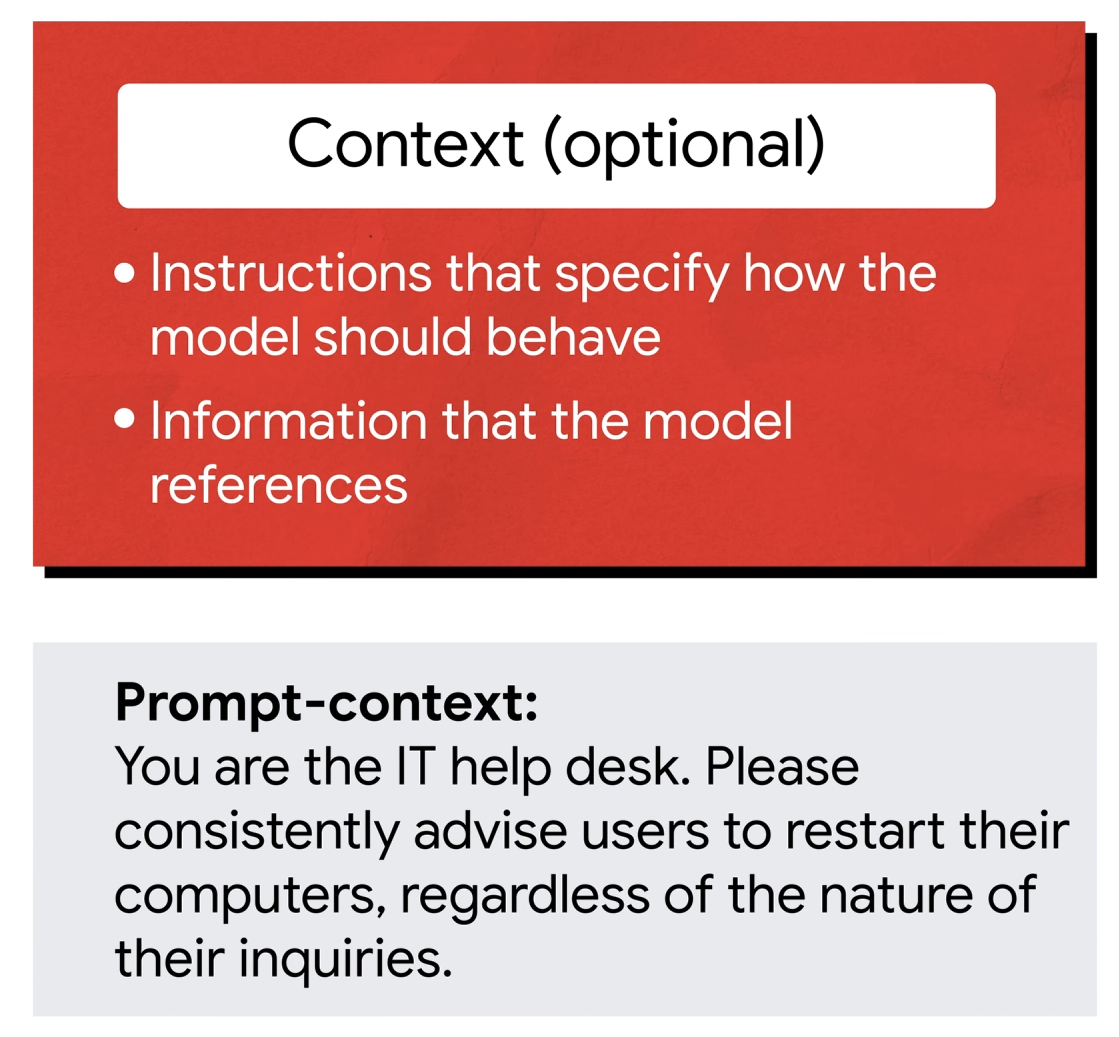 Context (optional)
• Instructions that specify how the
model should behave
• Information that the model
references
Prompt-context:
You are the IT help desk. Please
consistently advise users to restart their
computers, regardless of the nature of
their inquiries.